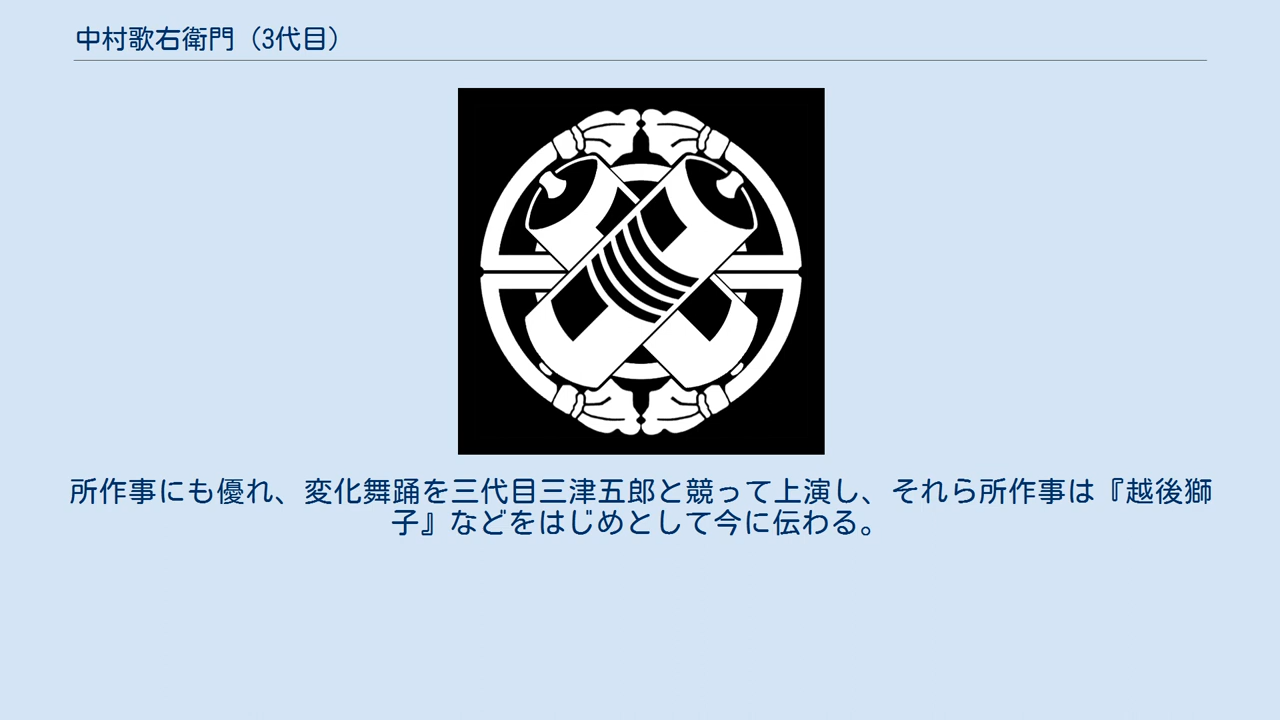 中村歌右衛門（3代目）
所作事にも優れ、変化舞踊を三代目三津五郎と競って上演し、それら所作事は『越後獅
子』などをはじめとして今に伝わる。